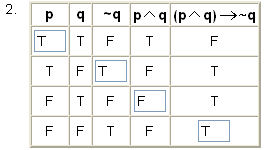 2.
p q ~q p∧q (p∧q)→~q
T T F T F
T F T F T
F T F F T
F F T F T